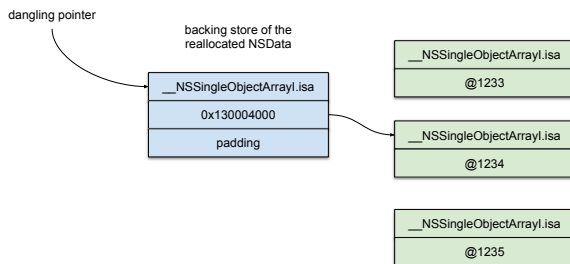 dangling pointer
backing store of the
reallocated NSData
__NSSingleObjectArrayI.isa
0x130004000
padding
__NSSingleObjectArrayI.isa
@1233
__NSSingleObjectArrayI.isa
@1234
__NSSingleObjectArrayI.isa
@1235